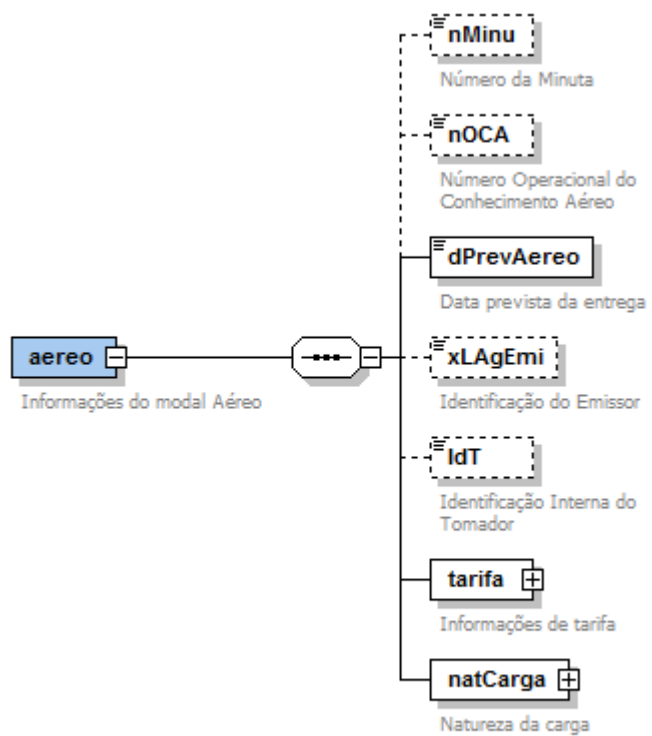 nMinu
Número da Minuta
nOCA
Número Operacional do
Conhecimento Aéreo
dPrevAereo
Data prevista da entrega
aereo
Informações do modal Aéreo
xLAgEmi
Identificação do Emissor
IdT
Identificação Interna do
Tomador
tarifa
Informações de tarifa
natCarga
Natureza da carga